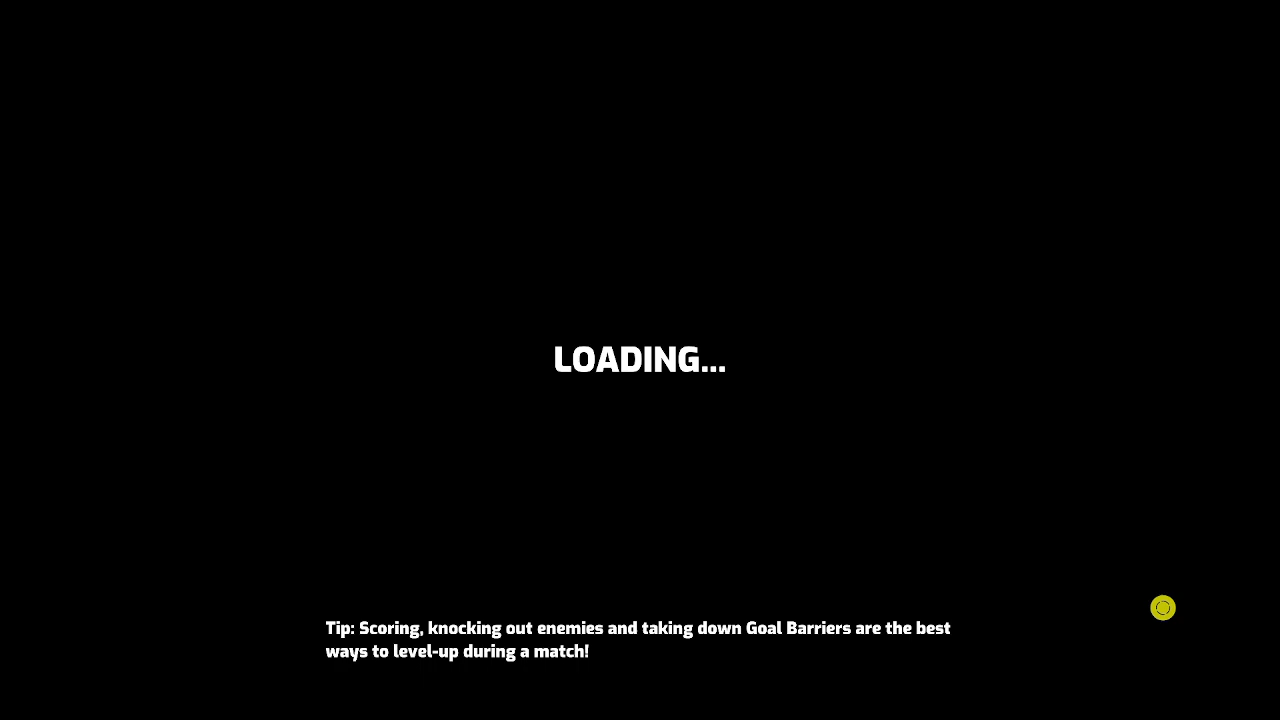 LOADING...
Tip: Scoring, knocking out enemies and taking down Goal Barriers are the best
ways to level-up during a match!